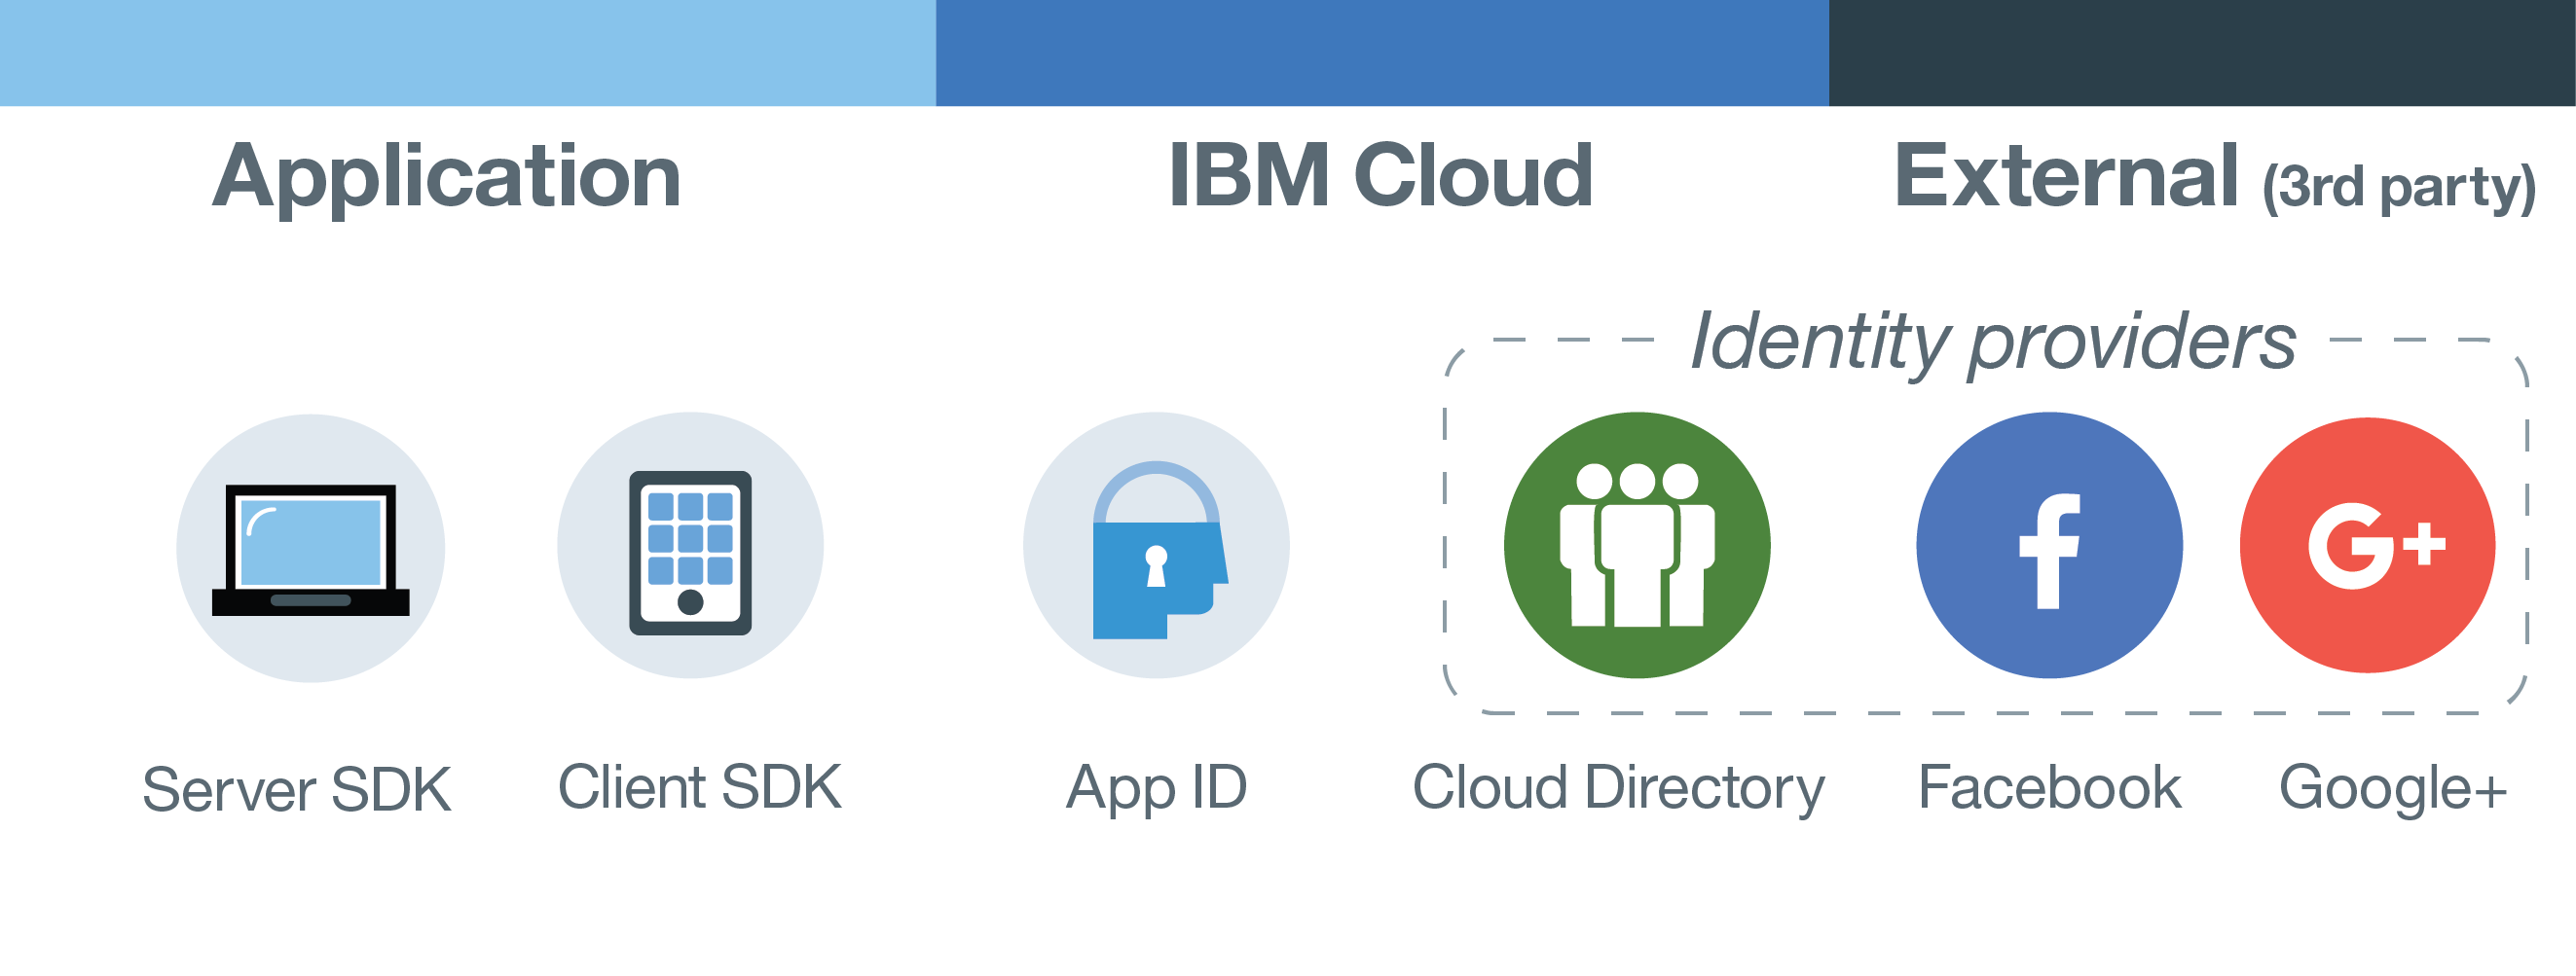 Application
IBM Cloud
External (3rd party)
Identity providers
f
G+
Server SDK
Client SDK
App ID
Cloud Directory
Facebook
Google+